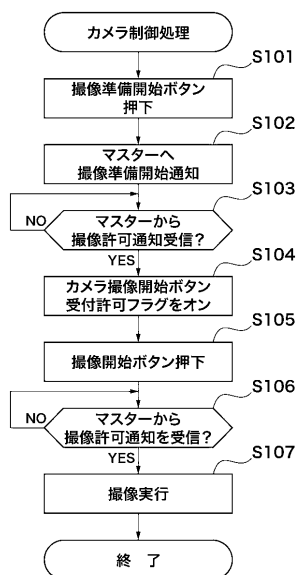 カメラ制御処理
S101
撮像準備開始ボタン
押下
S102
マスターへ
撮像準備開始通知
S103
マスターから
撮像許可通知受信?
NO
YES
S104
カメラ撮像開始ボタン
受付許可フラグをオン
S105
撮像開始ボタン押下
S106
マスターから
撮像許可通知を受信?
NO
YES
S107
撮像実行
終 了